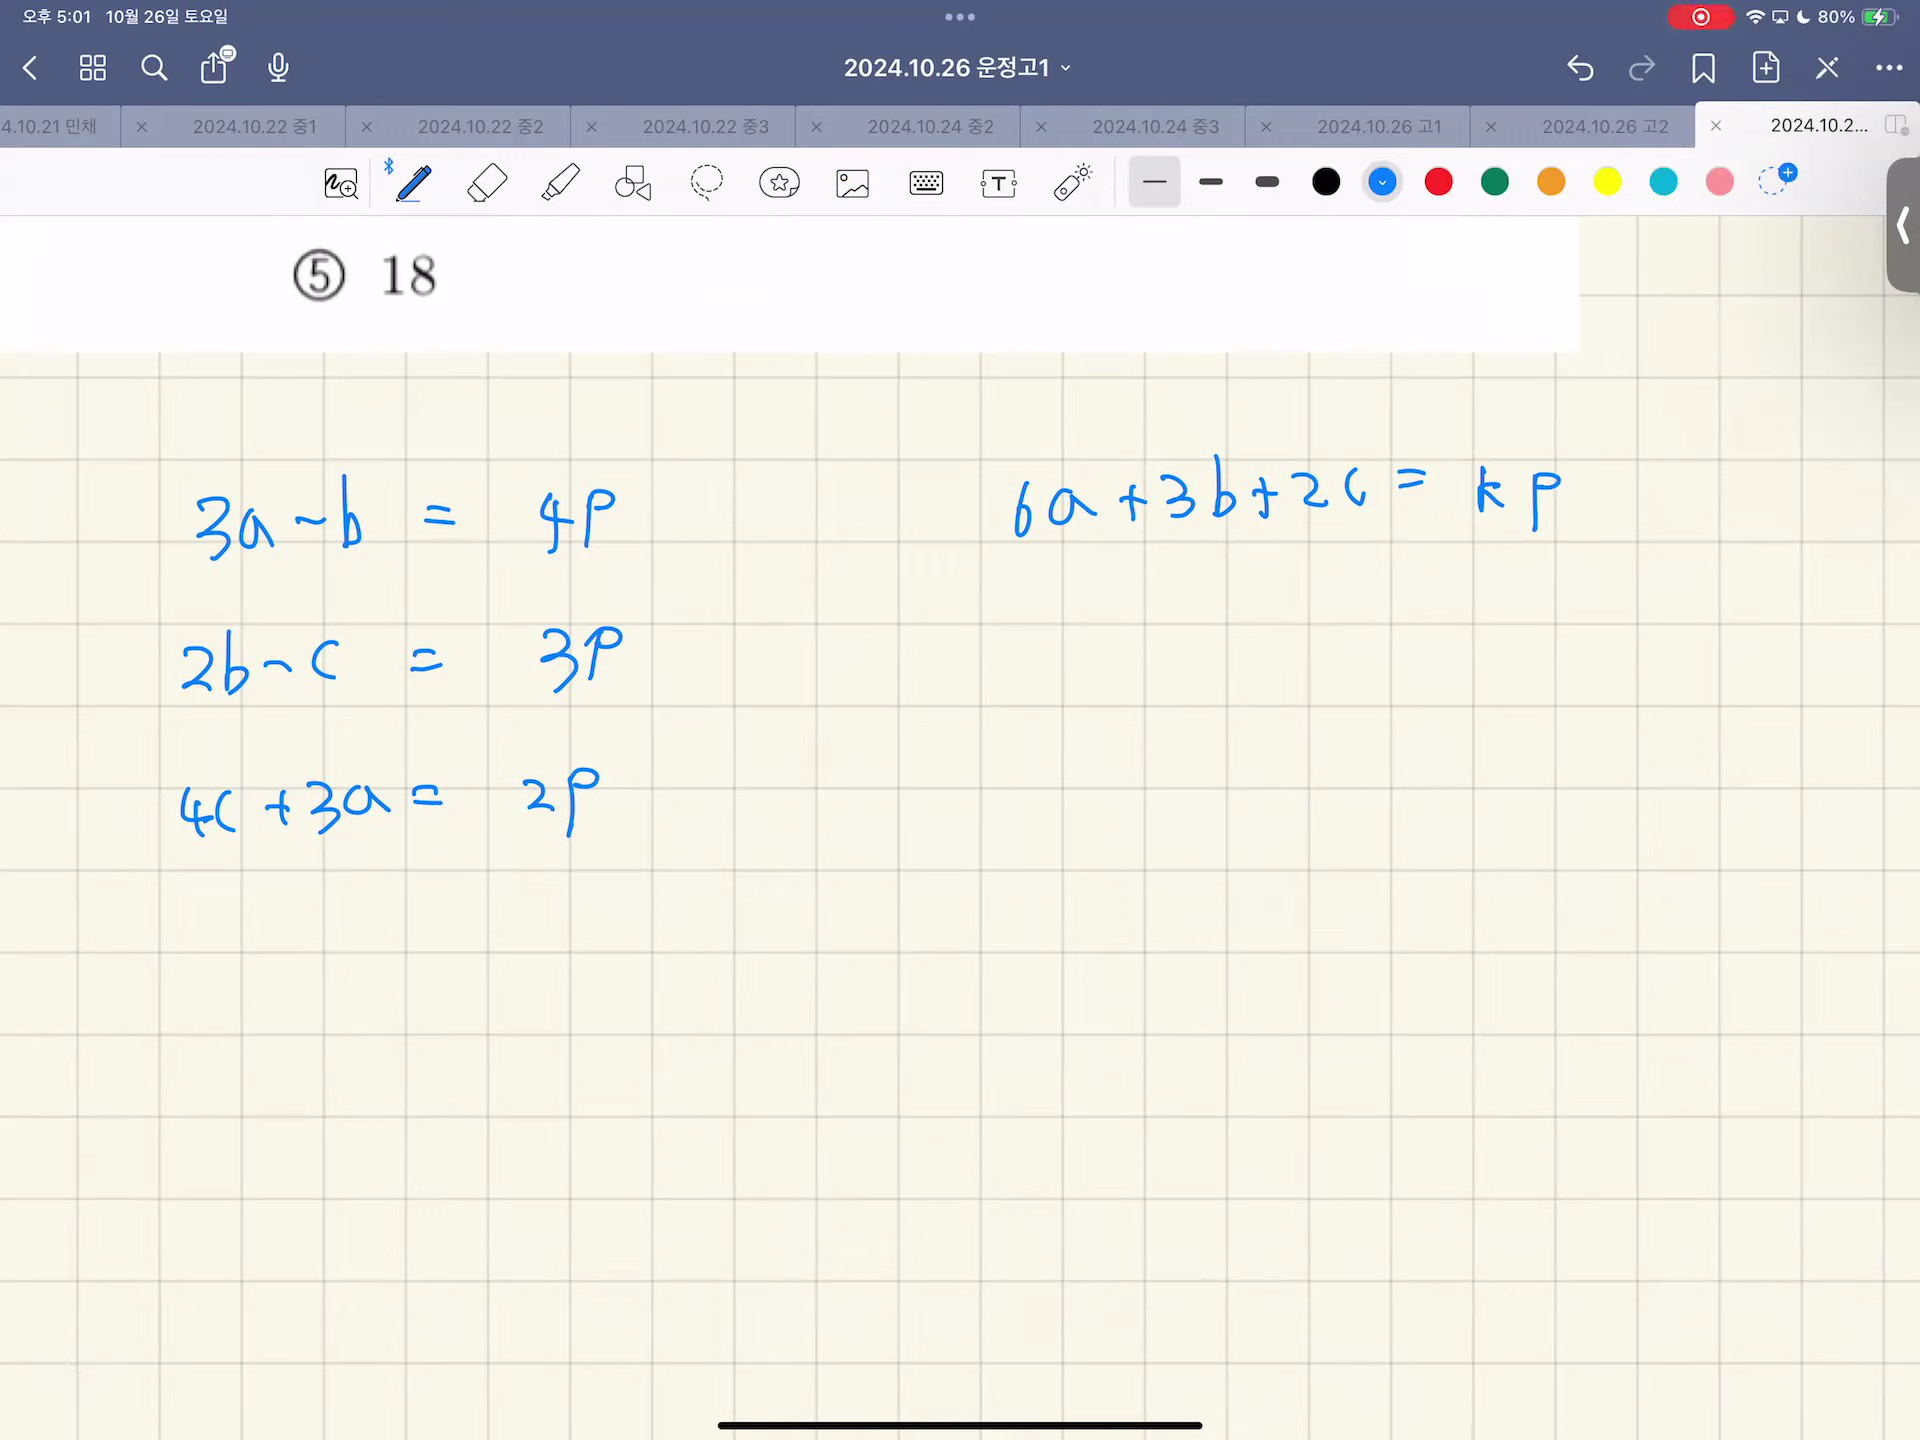 오후 5:01 10월 26일 토요일
80%
2024.10.26 운정고1
4.10.21 민채
2024.10.22 중1
2024.10.22 중2
2024.10.22 중3
2024.10.24 중2
2024.10.24 중3
2024.10.26 고1
2024.10.26 고2
2024.10.2...
T
⑤ 18
3a-b = 4p
6a+3b+2c = kp
2b-c = 3p
4c+3a = 2p